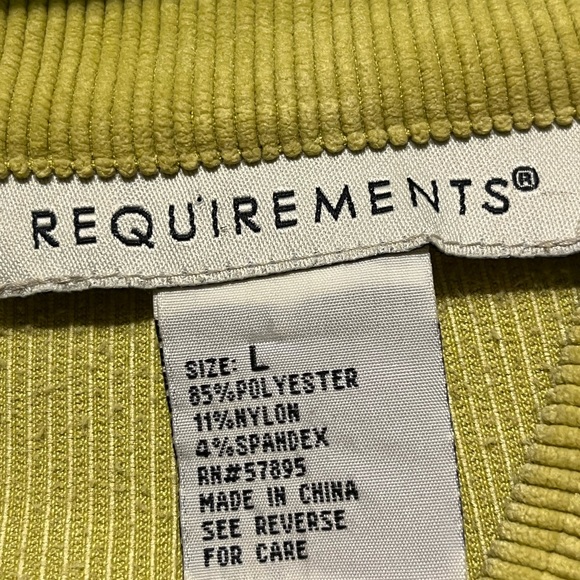 REQUIREMENTS®
SIZE: L
85%POLYESTER
11%NYLON
4%SPANDEX
RN#57895
MADE IN CHINA
SEE REVERSE
FOR CARE